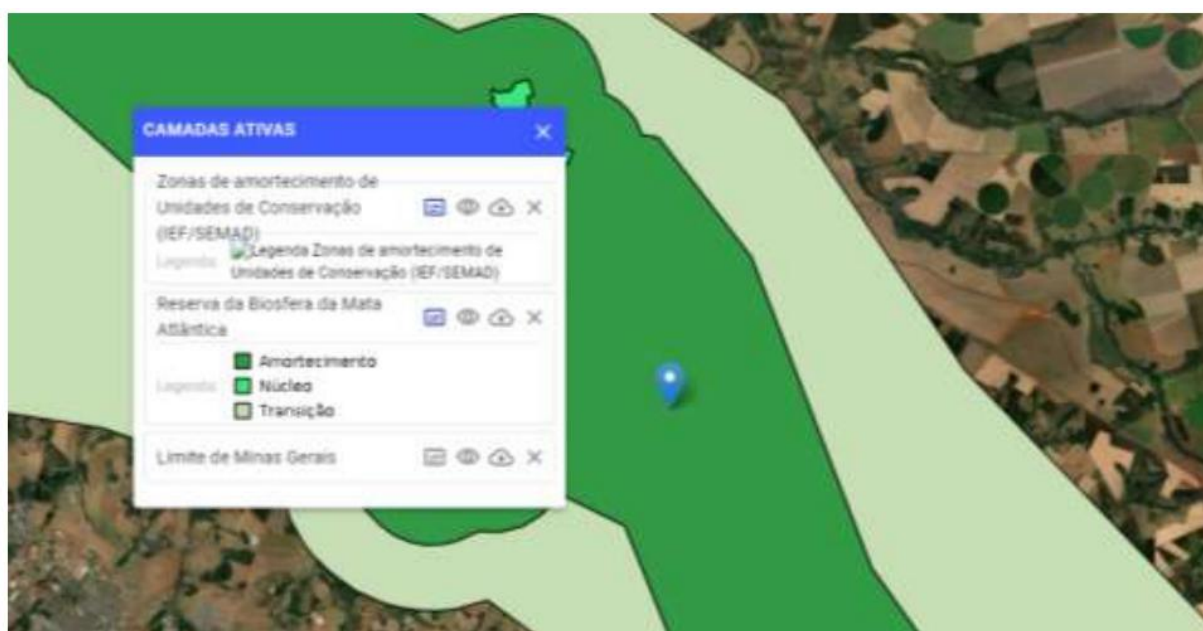 CAMADAS ATIVAS
Zonas de amortecimento de
Unidades de Conservação
(IEF/SEMAD)
Legenda Legenda Zonas de amortecimento de
Unidades de Conservação (IEF/SEMAD)
Reserva da Biosfera da Mata
Atlântica
Amortecimento
Legenda Núcleo
Transição
Limite de Minas Gerais